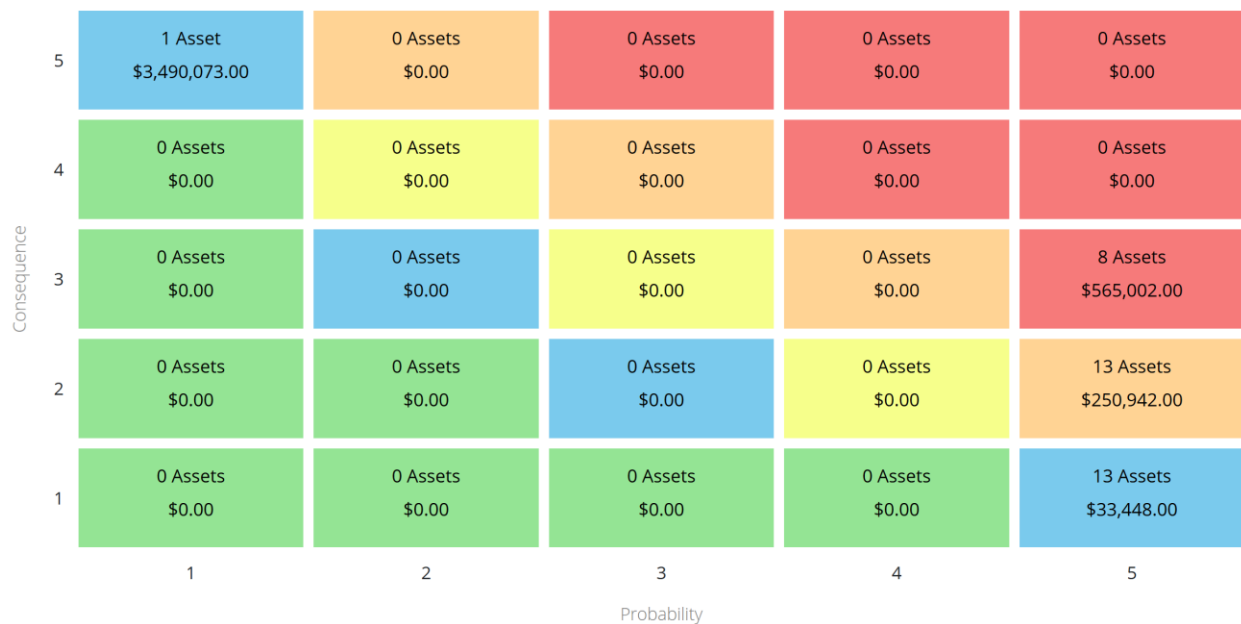 1 Asset
$3,490,073.00
0 Assets
$0.00
0 Assets
$0.00
0 Assets
$0.00
0 Assets
$0.00
5
0 Assets
$0.00
0 Assets
$0.00
0 Assets
$0.00
0 Assets
$0.00
0 Assets
$0.00
4
Consequence
0 Assets
$0.00
0 Assets
$0.00
0 Assets
$0.00
0 Assets
$0.00
8 Assets
$565,002.00
3
0 Assets
$0.00
0 Assets
$0.00
0 Assets
$0.00
0 Assets
$0.00
13 Assets
$250,942.00
2
0 Assets
$0.00
0 Assets
$0.00
0 Assets
$0.00
0 Assets
$0.00
13 Assets
$33,448.00
1
1
2
3
4
5
Probability